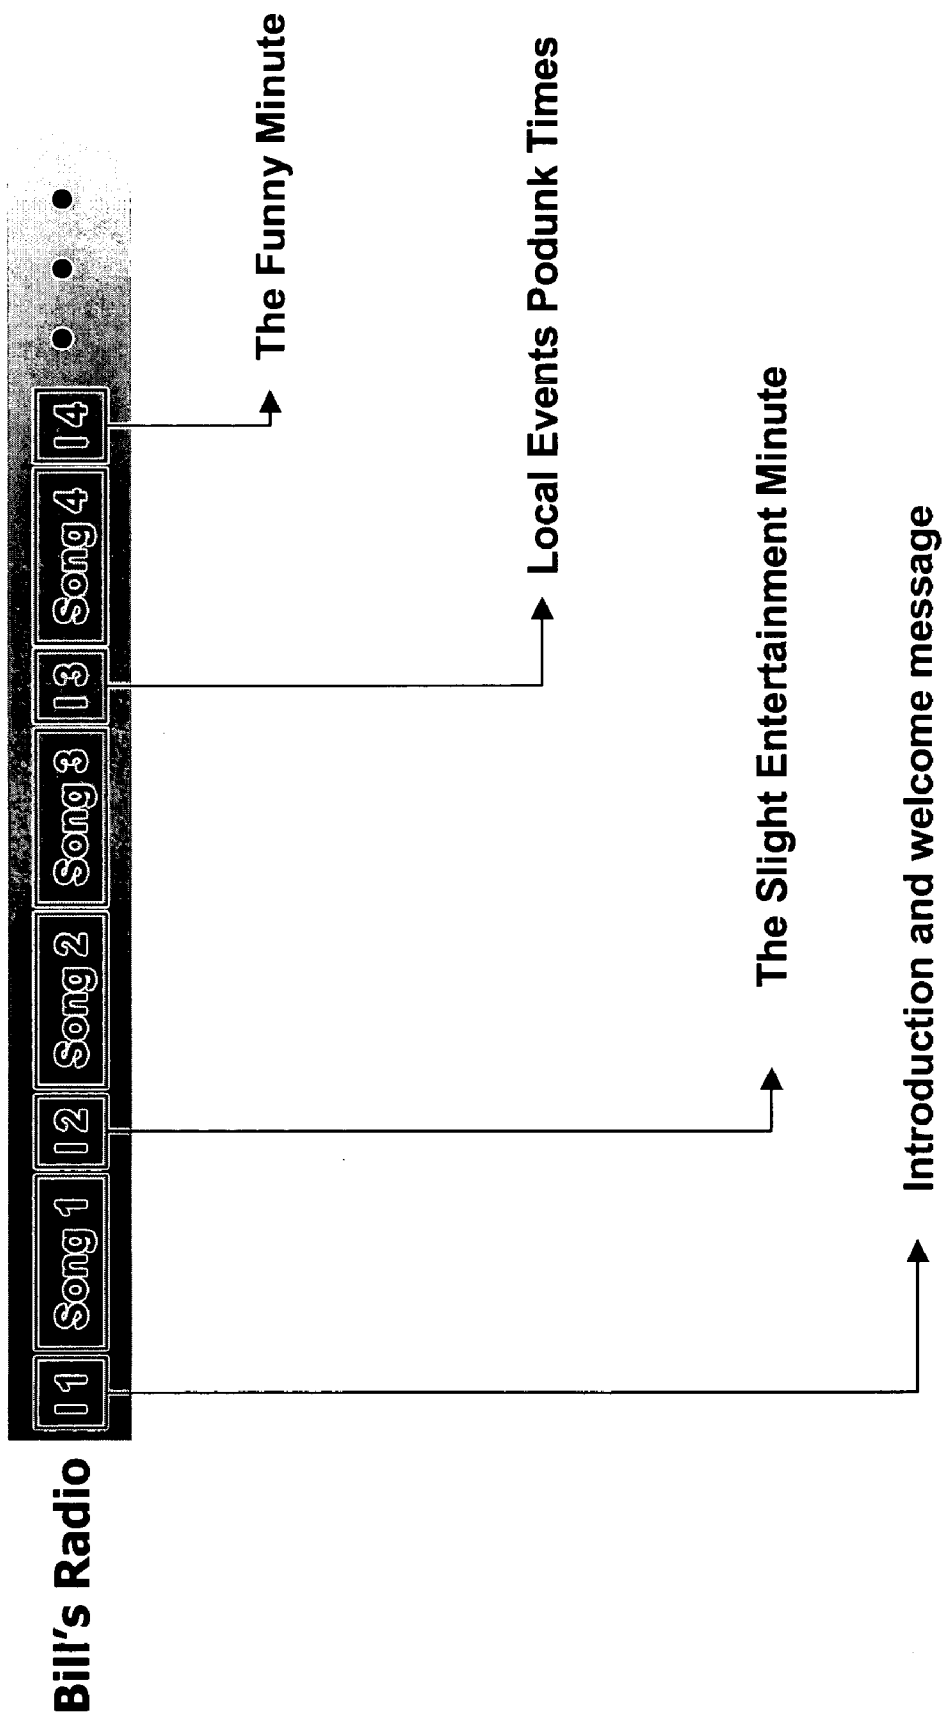 Bill's Radio
I 1
Song 1
I 2
Song 2
Song 3
I 3
Song 4
I 4
The Funny Minute
Local Events Podunk Times
The Slight Entertainment Minute
Introduction and welcome message